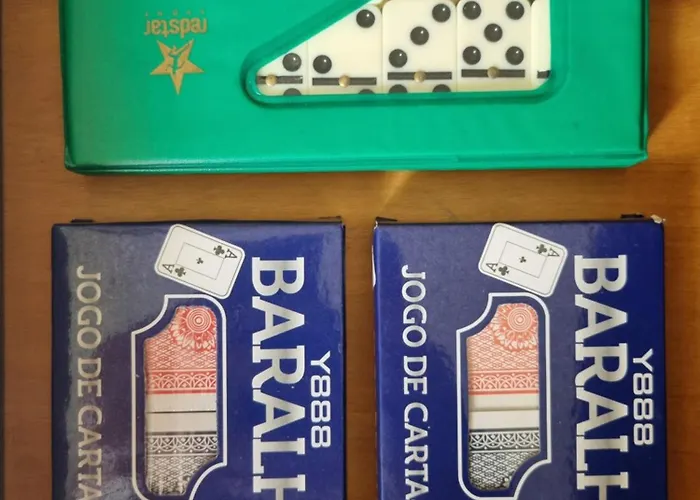 redstar
Y888
BARALH
JOGO DE CARTA
A
A
Y888
BARALH
JOGO DE CARTA
A
A